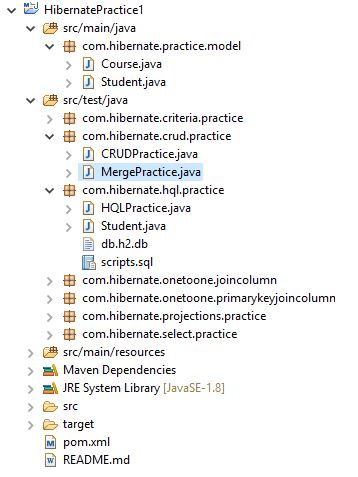 HibernatePractice1
src/main/java
com.hibernate.practice.model
Course.java
Student.java
src/test/java
com.hibernate.criteria.practice
com.hibernate.crud.practice
CRUDPractice.java
MergePractice.java
com.hibernate.hql.practice
HQLPractice.java
Student.java
db.h2.db
scripts.sql
com.hibernate.onetoone.joincolumn
com.hibernate.onetoone.primarykeyjoincolumn
com.hibernate.projections.practice
com.hibernate.select.practice
src/main/resources
Maven Dependencies
JRE System Library [JavaSE-1.8]
src
target
pom.xml
README.md